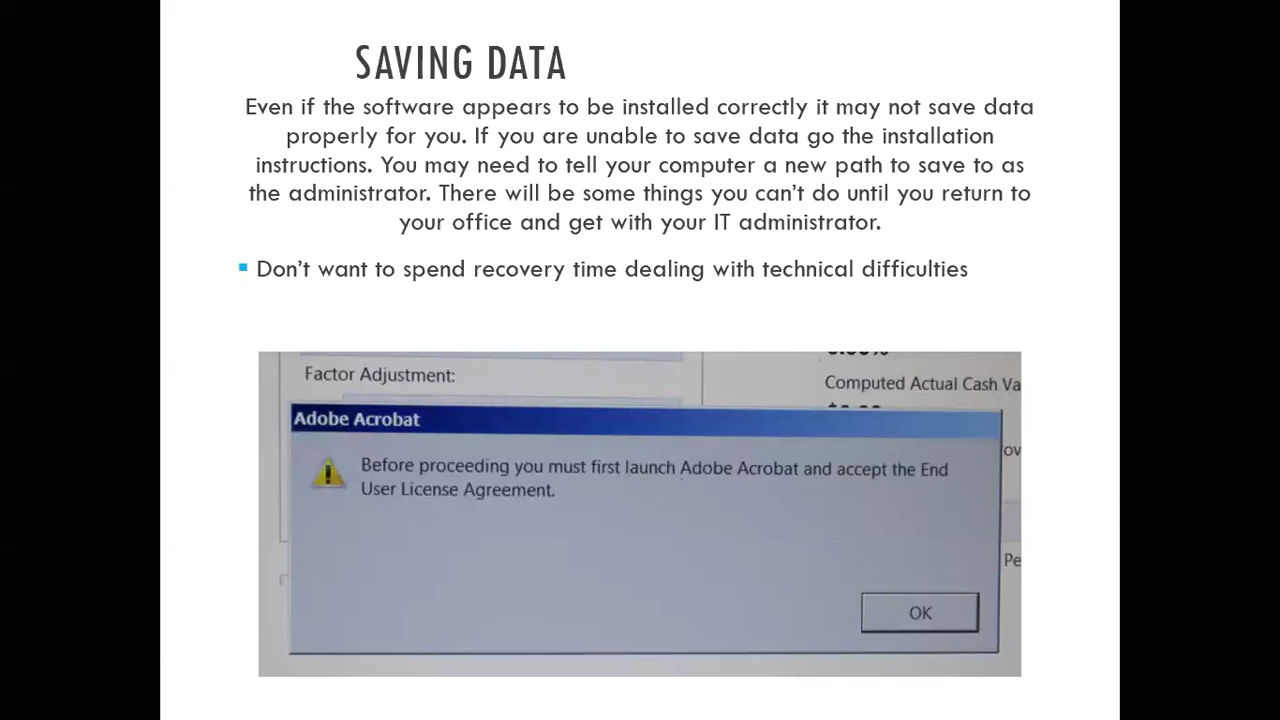 SAVING DATA
Even if the software appears to be installed correctly it may not save data
properly for you. If you are unable to save data go the installation
instructions. You may need to tell your computer a new path to save to as
the administrator. There will be some things you can't do until you return to
your office and get with your IT administrator.
Don't want to spend recovery time dealing with technical difficulties
Factor Adjustment:
Computed Actual Cash Va
Adobe Acrobat
Before proceeding you must first launch Adobe Acrobat and accept the End
User License Agreement.
OK
Pe